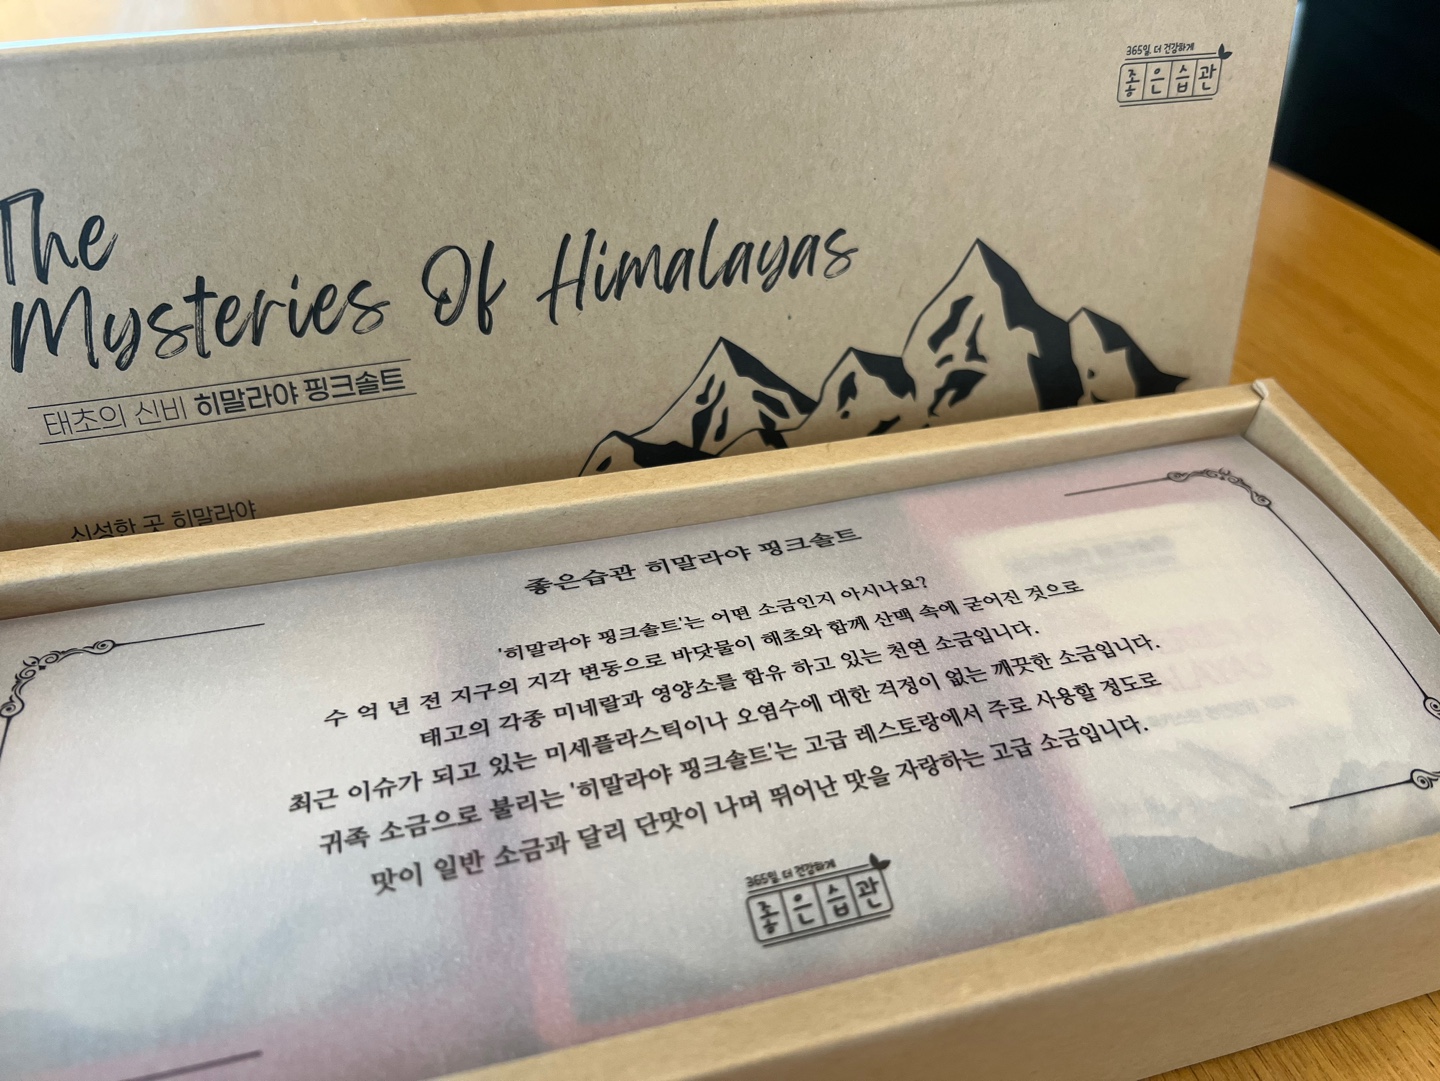 365일, 더 건강하게
좋은습관
The
Mysteries Of Himalayas
태초의 신비 히말라야 핑크솔트
신성한 곳 히말라야
좋은습관 히말라야 핑크솔트
'히말라야 핑크솔트'는 어떤 소금인지 아시나요?
수 억 년 전 지구의 지각 변동으로 바닷물이 해초와 함께 산맥 속에 굳어진 것으로
태고의 각종 미네랄과 영양소를 함유 하고 있는 천연 소금입니다.
최근 이슈가 되고 있는 미세플라스틱이나 오염수에 대한 걱정이 없는 깨끗한 소금입니다.
귀족 소금으로 불리는 '히말라야 핑크솔트'는 고급 레스토랑에서 주로 사용할 정도로
맛이 일반 소금과 달리 단맛이 나며 뛰어난 맛을 자랑하는 고급 소금입니다.
365일, 더 건강하게
좋은습관